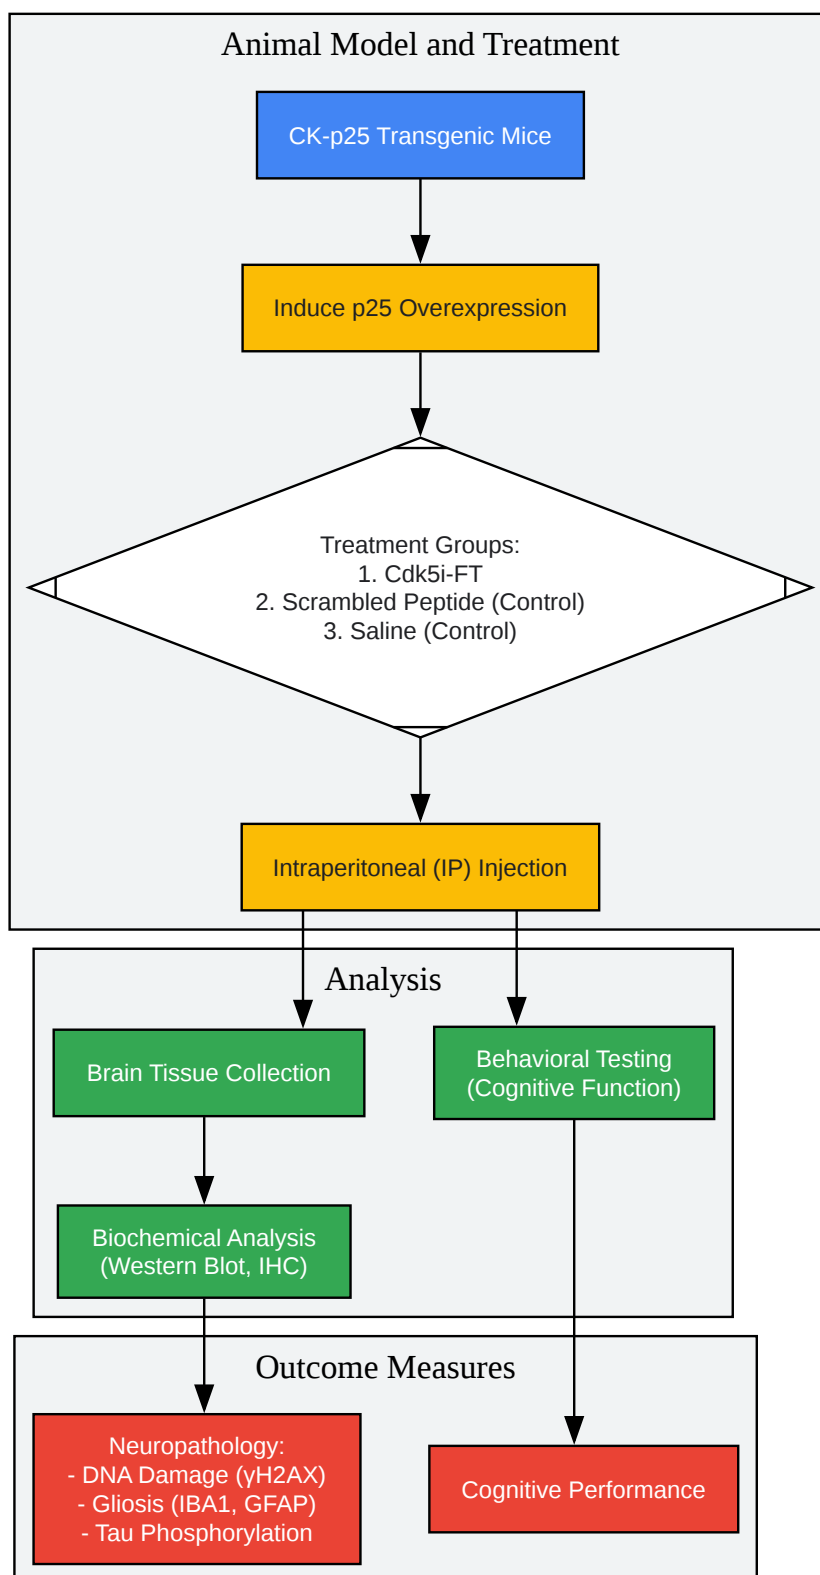 Animal Model and Treatment
CK-p25 Transgenic Mice
Induce p25 Overexpression
Treatment Groups:
1. Cdk5i-FT
2. Scrambled Peptide (Control)
3. Saline (Control)
Intraperitoneal (IP) Injection
Analysis
Brain Tissue Collection
Behavioral Testing
(Cognitive Function)
Biochemical Analysis
(Western Blot, IHC)
Outcome Measures
Neuropathology:
- DNA Damage (γH2AX)
- Gliosis (IBA1, GFAP)
- Tau Phosphorylation
Cognitive Performance